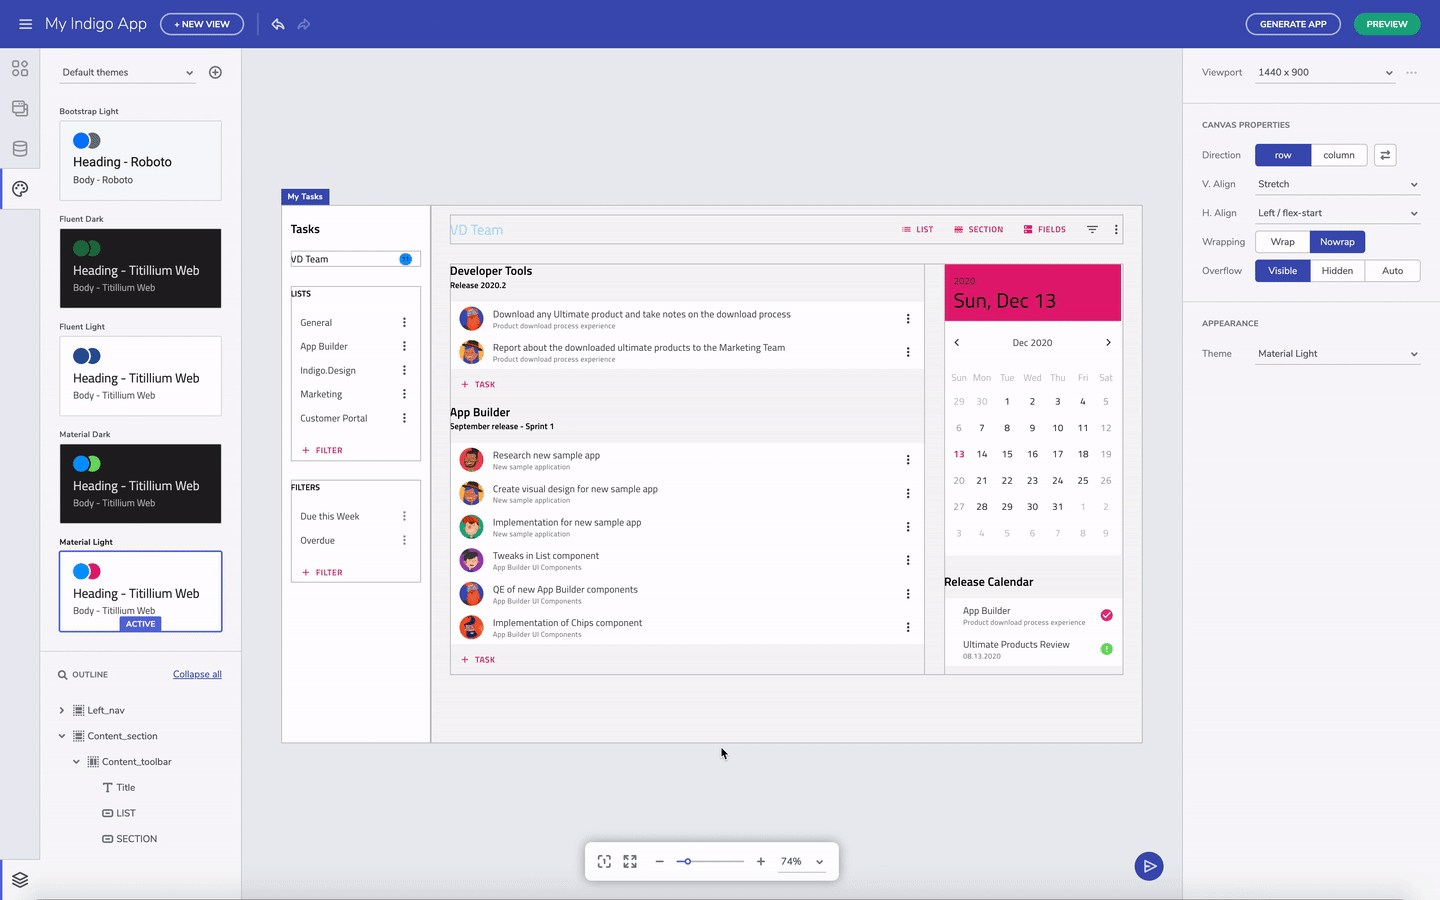 My Indigo App
+ NEW VIEW
GENERATE APP
PREVIEW
Default themes
Bootstrap Light
Heading - Roboto
Body - Roboto
Fluent Dark
Heading - Titillium Web
Body - Titillium Web
Fluent Light
Heading - Titillium Web
Body - Titillium Web
Material Dark
Heading - Titillium Web
Body - Titillium Web
Material Light
Heading - Titillium Web
Body - Titillium Web
ACTIVE
OUTLINE
Collapse all
Left_nav
Content_section
Content_toolbar
Title
LIST
SECTION
My Tasks
Tasks
VD Team
LISTS
General
App Builder
Indigo.Design
Marketing
Customer Portal
+ FILTER
FILTERS
Due this Week
Overdue
+ FILTER
VD Team
LIST
SECTION
FIELDS
Developer Tools
Release 2020.2
Download any Ultimate product and take notes on the download process
Product download process experience
Report about the downloaded ultimate products to the Marketing Team
Product download process experience
+ TASK
App Builder
September release - Sprint 1
Research new sample app
New sample application
Create visual design for new sample app
New sample application
Implementation for new sample app
New sample application
Tweaks in List component
App Builder UI Components
QE of new App Builder components
App Builder UI Components
Implementation of Chips component
App Builder UI Components
+ TASK
2020
Sun, Dec 13
Dec 2020
Sun Mon Tue Wed Thu Fri Sat
29 30 1 2 3 4 5
6 7 8 9 10 11 12
13 14 15 16 17 18 19
20 21 22 23 24 25 26
27 28 29 30 31 1 2
3 4 5 6 7 8 9
Release Calendar
App Builder
Product download process experience
Ultimate Products Review
08.13.2020
74%
Viewport
1440 x 900
CANVAS PROPERTIES
Direction
row
column
V. Align
Stretch
H. Align
Left / flex-start
Wrapping
Wrap
Nowrap
Overflow
Visible
Hidden
Auto
APPEARANCE
Theme
Material Light